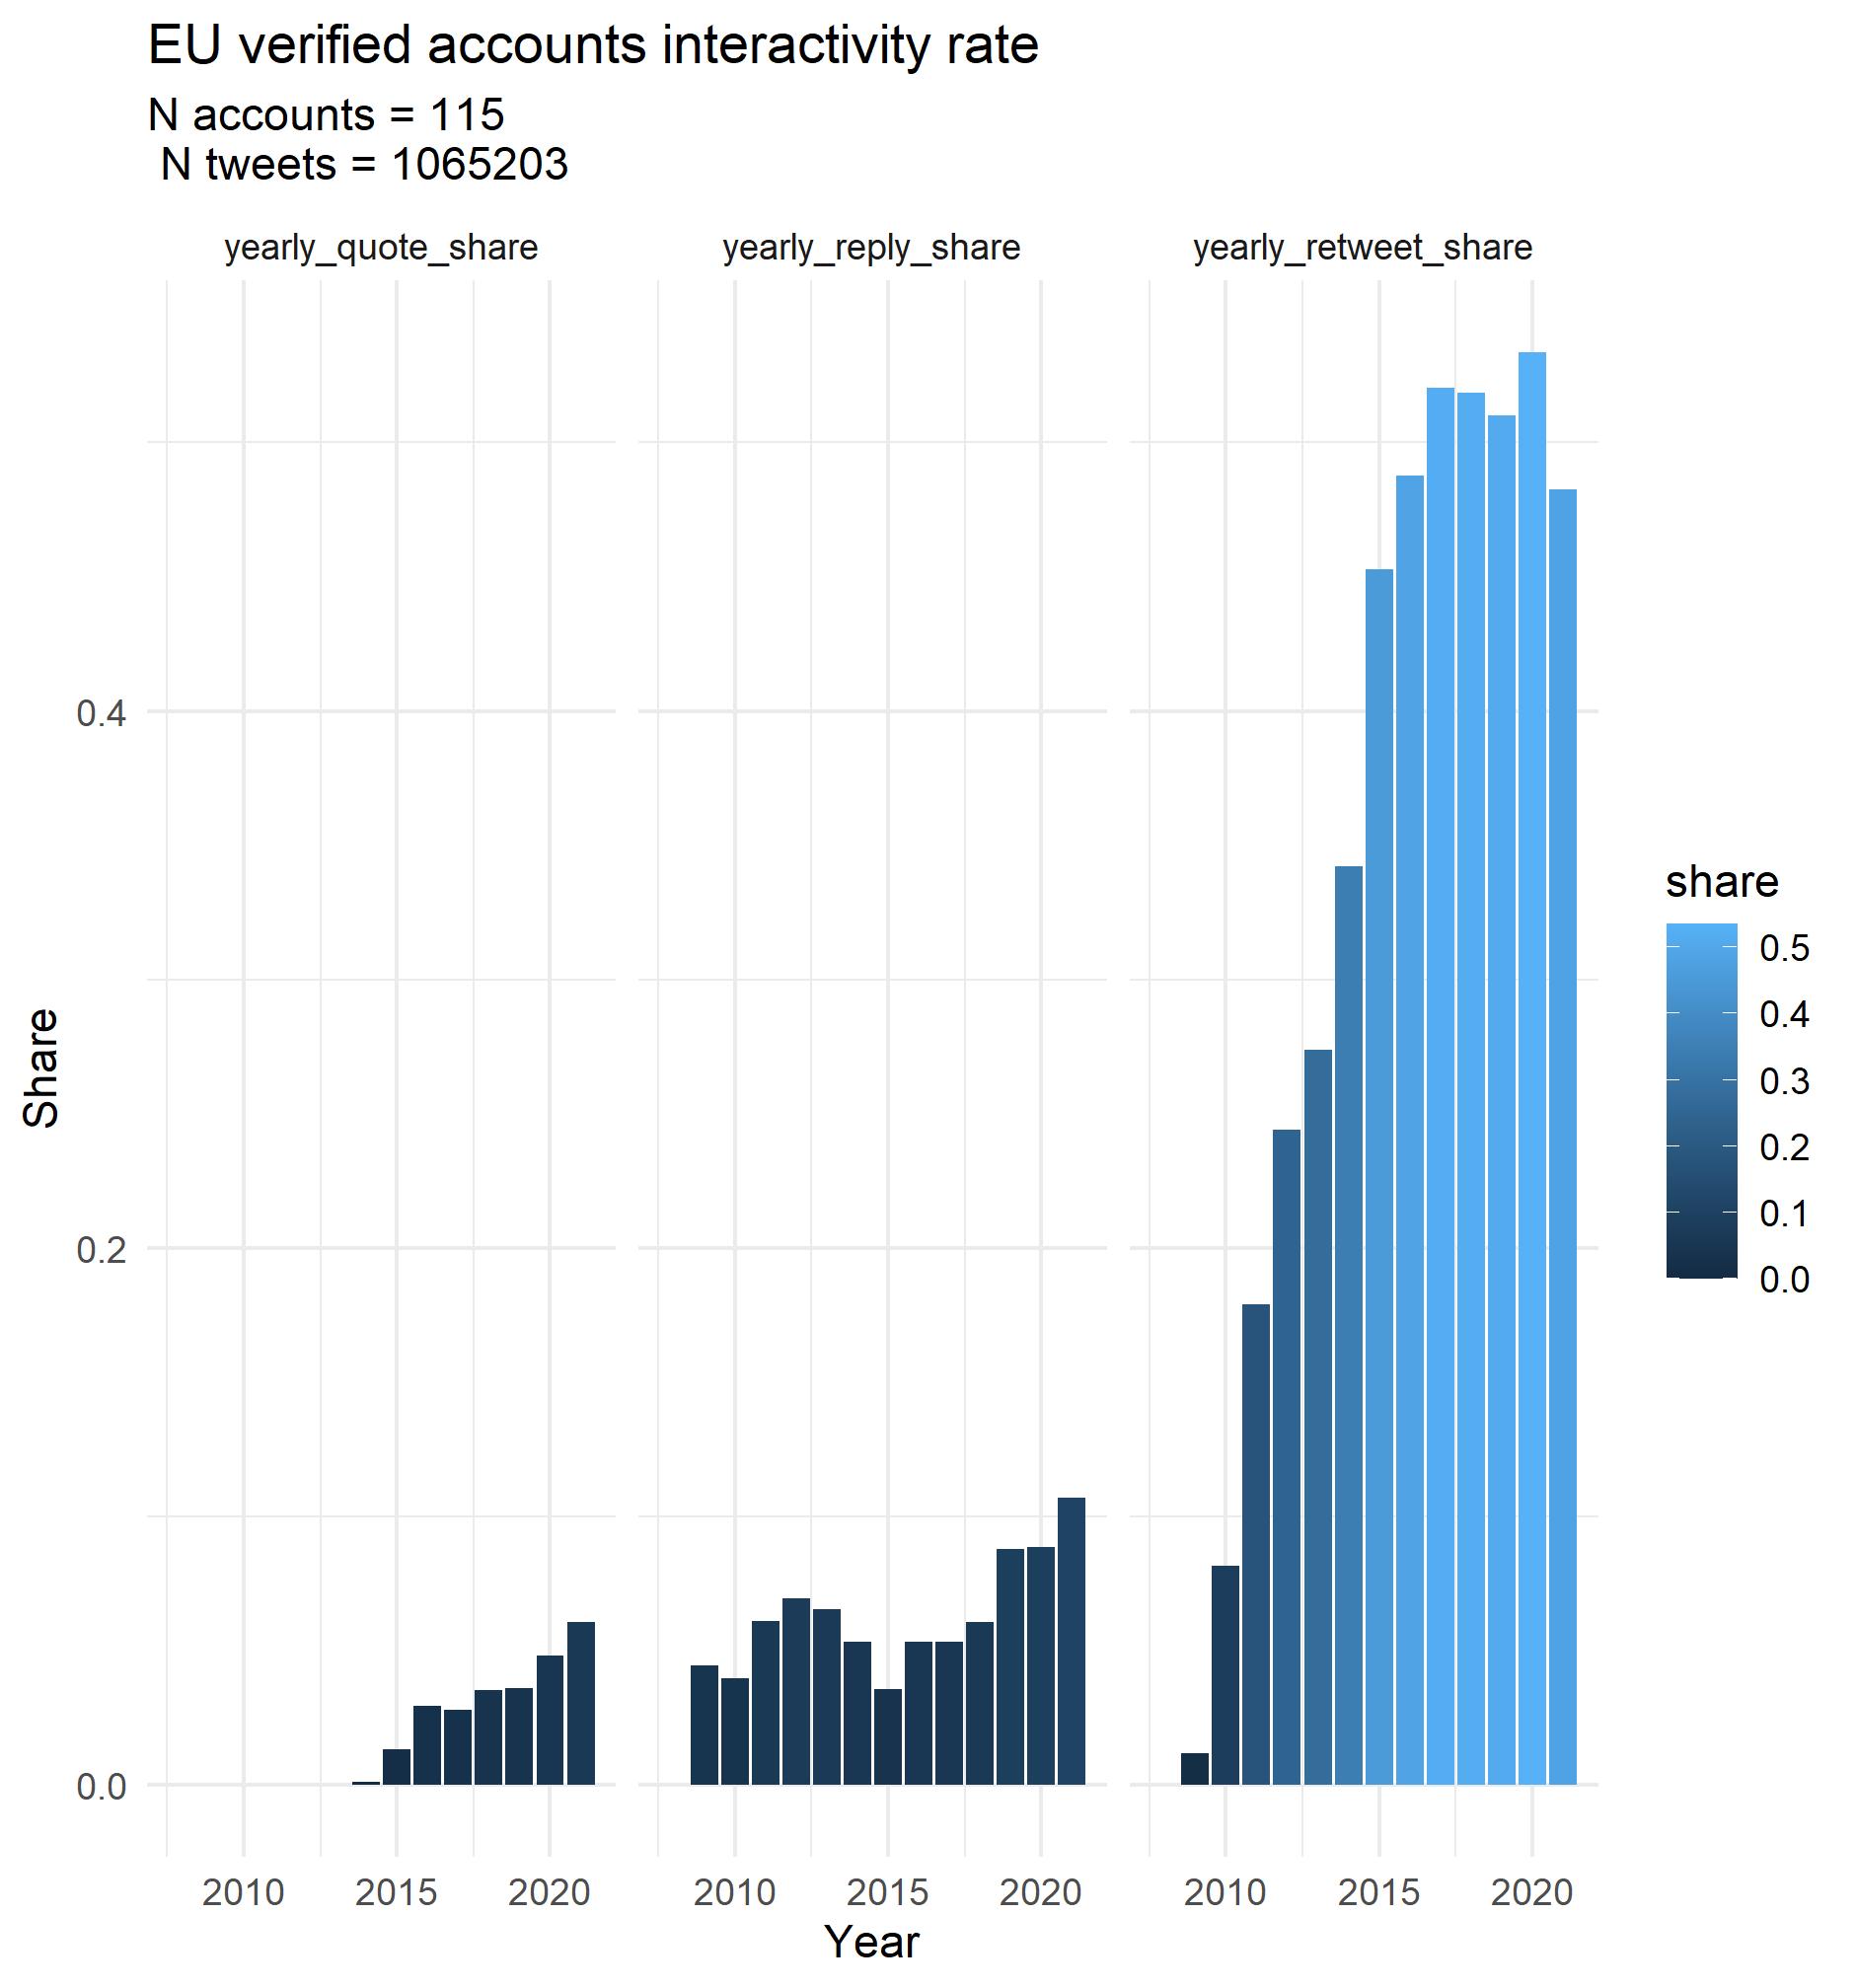 EU verified accounts interactivity rate
N accounts = 115
N tweets = 1065203
yearly_quote_share yearly_reply_share yearly_retweet_share
0.4
0.2
0.0
Share
2010 2015 2020 2010 2015 2020 2010 2015 2020
Year
share
0.5
0.4
0.3
0.2
0.1
0.0